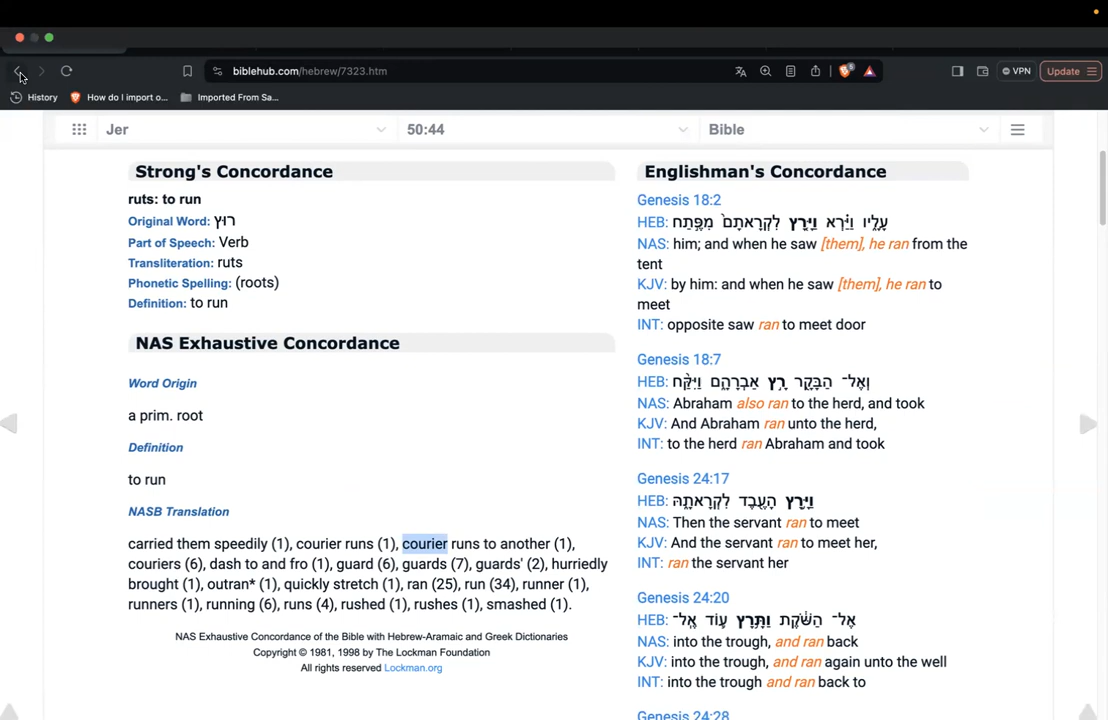 biblehub.com/hebrew/7323.htm
VPN
Update
History
How do I import o...
Imported From Sa...
Jer
50:44
Bible
Strong's Concordance
ruts: to run
Original Word: רוּץ
Part of Speech: Verb
Transliteration: ruts
Phonetic Spelling: (roots)
Definition: to run
NAS Exhaustive Concordance
Word Origin
a prim. root
Definition
to run
NASB Translation
carried them speedily (1), courier runs (1), courier runs to another (1),
couriers (6), dash to and fro (1), guard (6), guards (7), guards' (2), hurriedly
brought (1), outran* (1), quickly stretch (1), ran (25), run (34), runner (1),
runners (1), running (6), runs (4), rushed (1), rushes (1), smashed (1).
NAS Exhaustive Concordance of the Bible with Hebrew-Aramaic and Greek Dictionaries
Copyright © 1981, 1998 by The Lockman Foundation
All rights reserved Lockman.org
Englishman's Concordance
Genesis 18:2
HEB: עָלָ֑יו וַיַּ֗רְא וַיָּ֤רָץ לִקְרָאתָם֙ מִפֶּ֣תַח
NAS: him; and when he saw [them], he ran from the
tent
KJV: by him: and when he saw [them], he ran to
meet
INT: opposite saw ran to meet door
Genesis 18:7
HEB: וְאֶל־ הַבָּקָ֖ר רָ֣ץ אַבְרָהָ֑ם וַיִּקַּ֨ח
NAS: Abraham also ran to the herd, and took
KJV: And Abraham ran unto the herd,
INT: to the herd ran Abraham and took
Genesis 24:17
HEB: וַיָּ֥רָץ הָעֶ֖בֶד לִקְרָאתָ֑הּ
NAS: Then the servant ran to meet
KJV: And the servant ran to meet her,
INT: ran the servant her
Genesis 24:20
HEB: אֶל־ הַשֹּׁ֔קֶת וַתָּ֥רָץ ע֛וֹד אֶֽל־
NAS: into the trough, and ran back
KJV: into the trough, and ran again unto the well
INT: into the trough and ran back to
Genesis 24:28